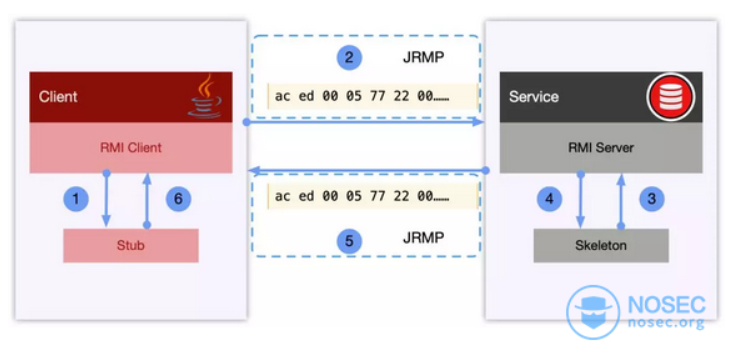 2
JRMP
ac ed 00 05 77 22 00……
Client
Service
RMI Client
RMI Server
1
6
4
3
ac ed 00 05 77 22 00……
5
JRMP
Stub
Skeleton
NOSEC
nosec.org